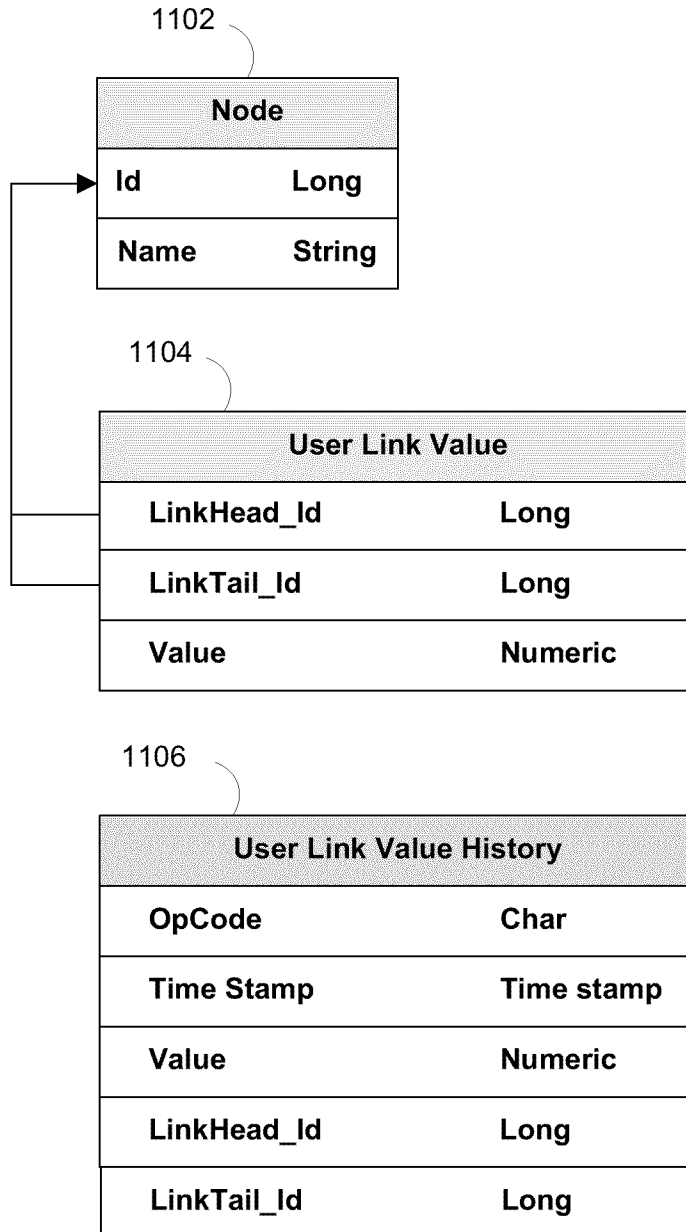 1102
Node
Id Long
Name String
1104
User Link Value
LinkHead_Id Long
LinkTail_Id Long
Value Numeric
1106
User Link Value History
OpCode Char
Time Stamp Time stamp
Value Numeric
LinkHead_Id Long
LinkTail_Id Long